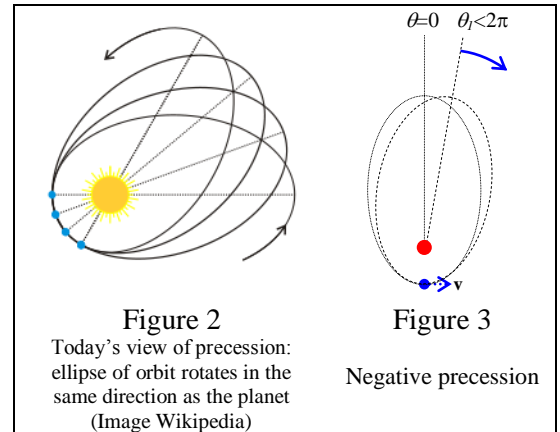 θ=0 θ₁<2π
v
Figure 2
Today's view of precession:
ellipse of orbit rotates in the
same direction as the planet
(Image Wikipedia)
Figure 3
Negative precession